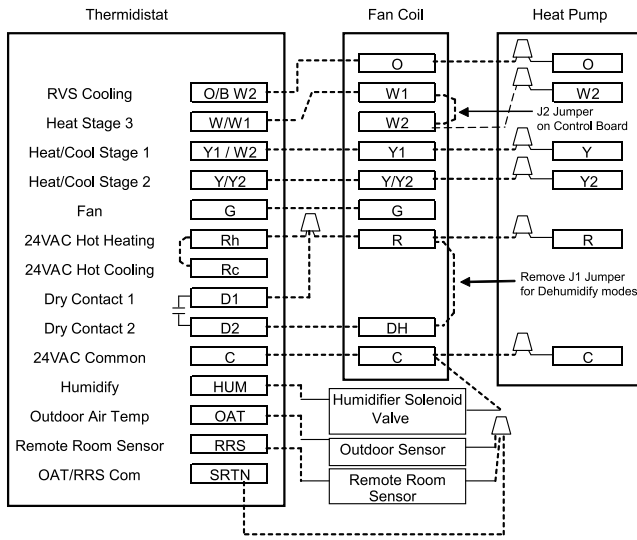 Thermidistat Fan Coil Heat Pump
O O
RVS Cooling O/B W2 W1 W2
J2 Jumper
on Control Board
Heat Stage 3 W/W1 W2
Heat/Cool Stage 1 Y1 / W2 Y1 Y
Heat/Cool Stage 2 Y/Y2 Y/Y2 Y2
Fan G G
24VAC Hot Heating Rh R R
24VAC Hot Cooling Rc
Remove J1 Jumper
for Dehumidify modes
Dry Contact 1 D1
Dry Contact 2 D2 DH
24VAC Common C C C
Humidify HUM
Humidifier Solenoid
Valve
Outdoor Air Temp OAT
Outdoor Sensor
Remote Room Sensor RRS
Remote Room
Sensor
OAT/RRS Com SRTN